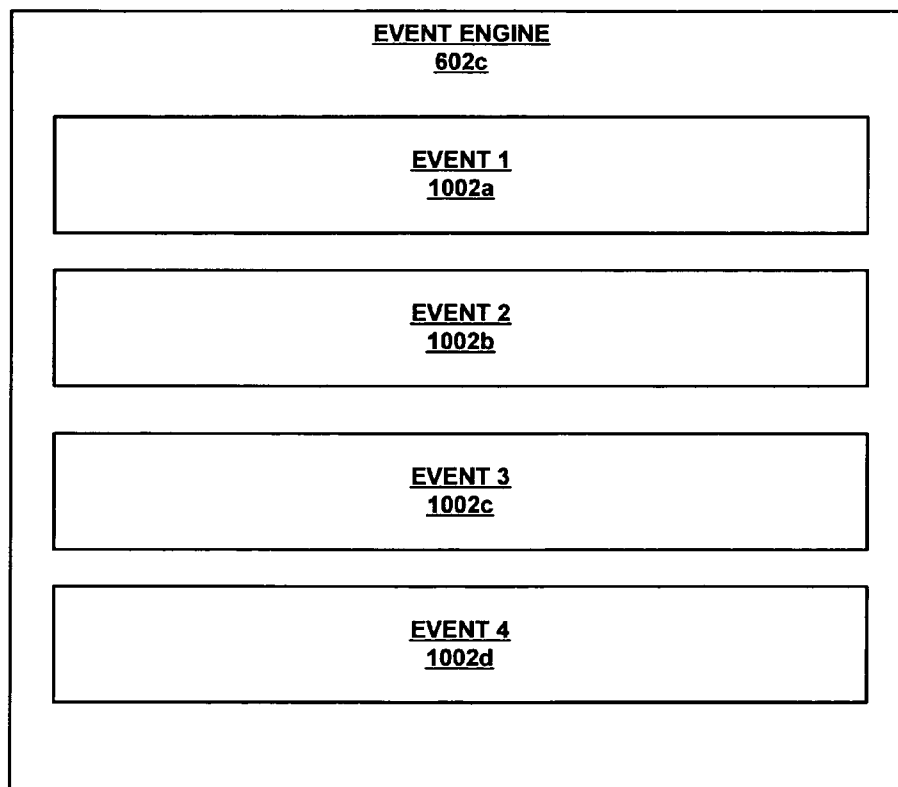 EVENT ENGINE
602c
EVENT 1
1002a
EVENT 2
1002b
EVENT 3
1002c
EVENT 4
1002d